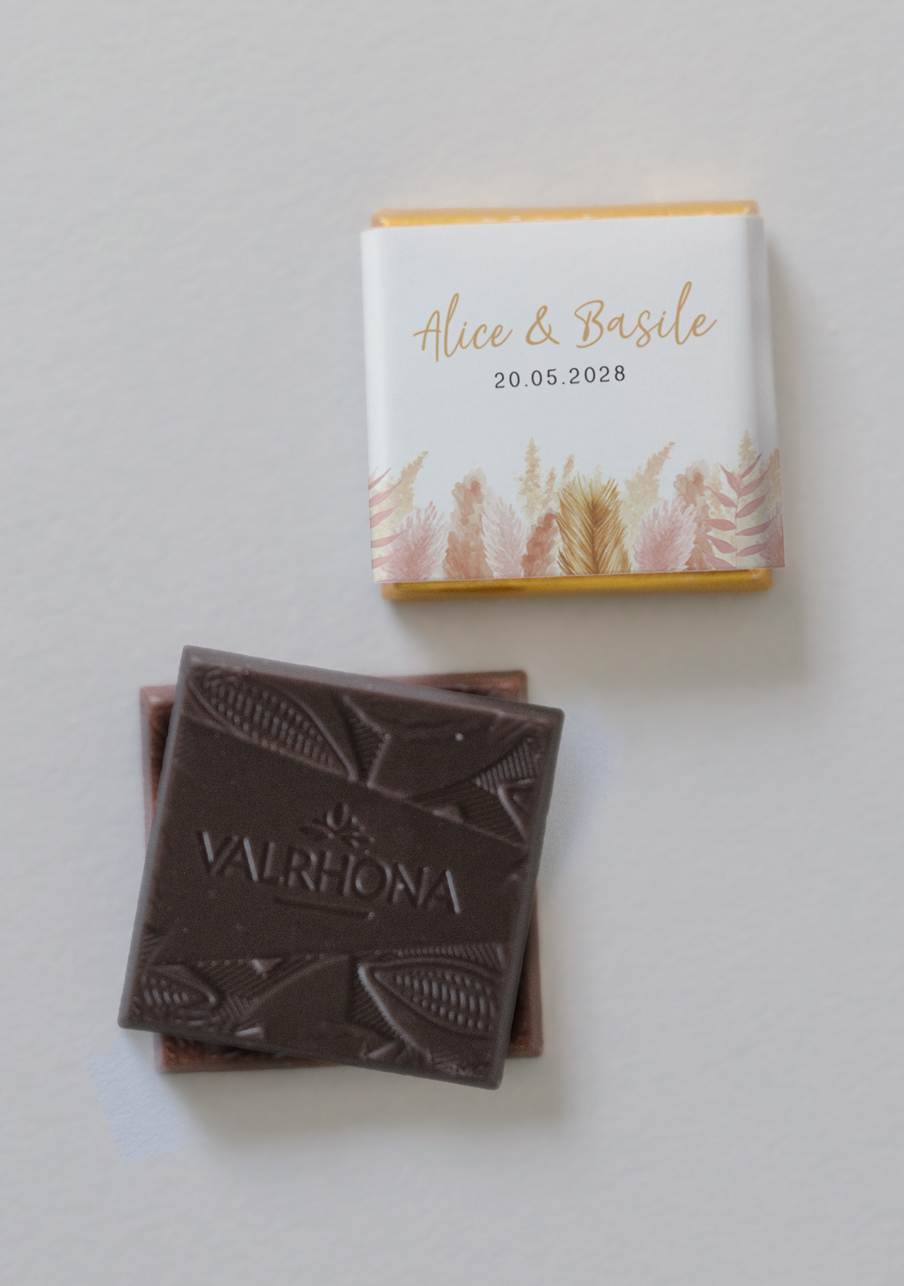 Alice & Basile
20.05.2028
VALRHONA